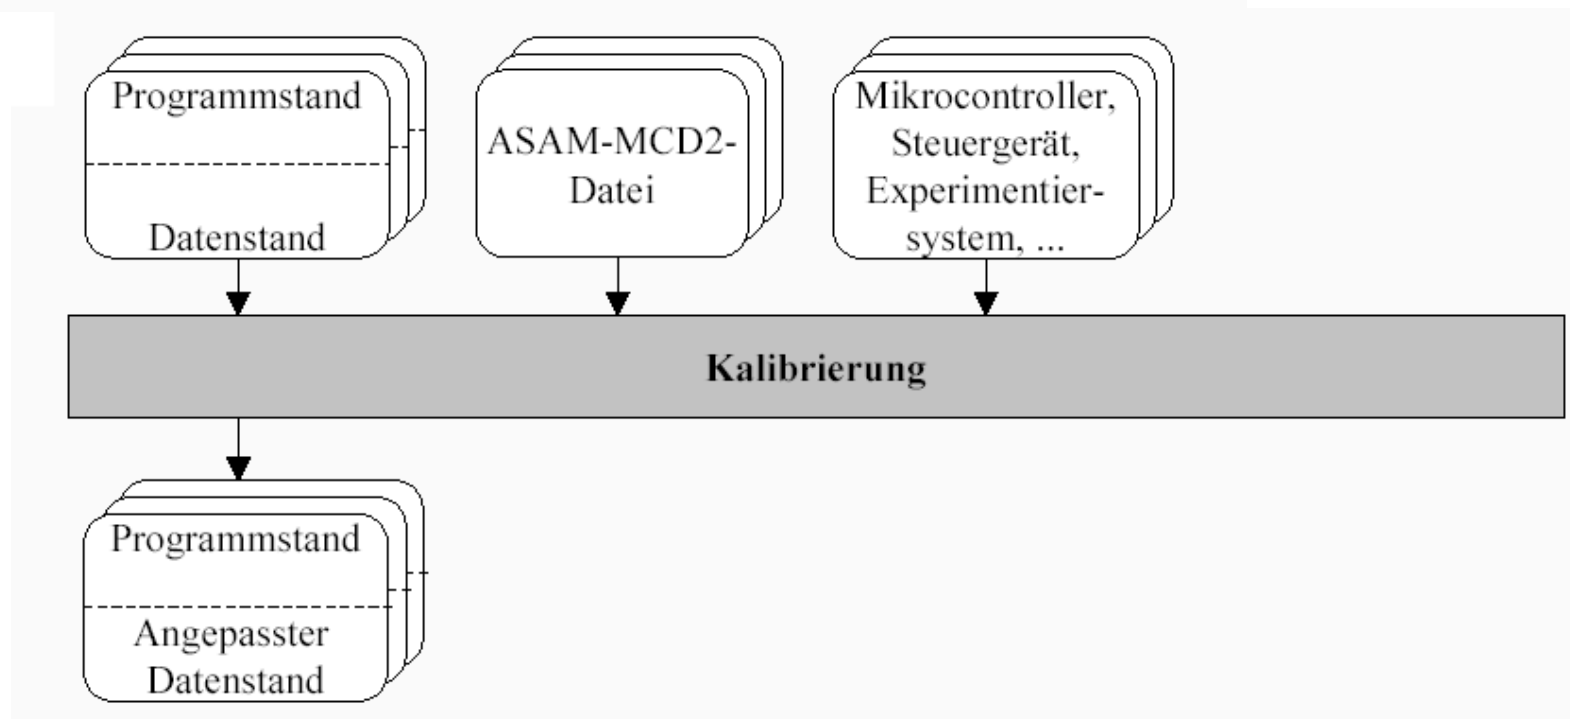 Programmstand
Datenstand
ASAM-MCD2-
Datei
Mikrocontroller,
Steuergerät,
Experimentier-
system, ...
Kalibrierung
Programmstand
Angepasster
Datenstand